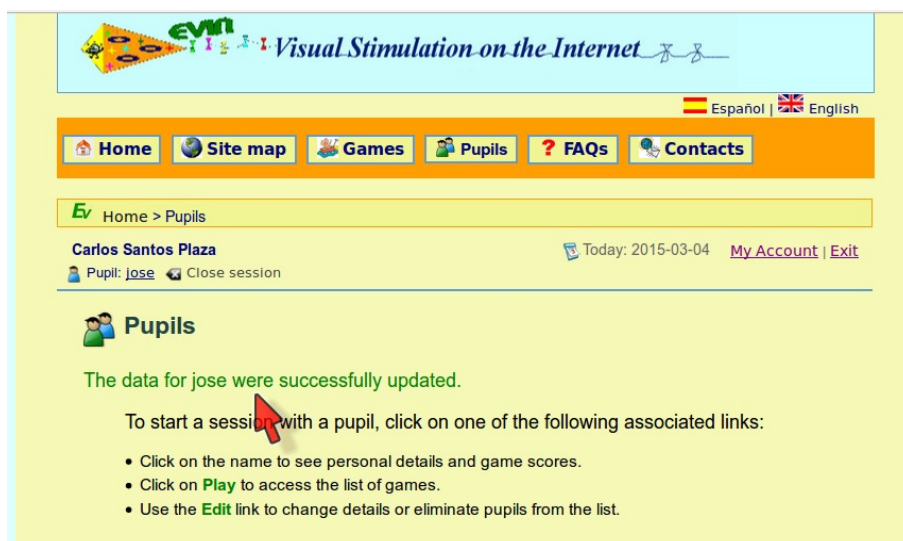 EVIN
Visual Stimulation on the Internet
Español | English
Home Site map Games Pupils ? FAQs Contacts
Ev Home > Pupils
Carlos Santos Plaza Today: 2015-03-04 My Account | Exit
Pupil: jose Close session
Pupils
The data for jose were successfully updated.
To start a session with a pupil, click on one of the following associated links:
• Click on the name to see personal details and game scores.
• Click on Play to access the list of games.
• Use the Edit link to change details or eliminate pupils from the list.